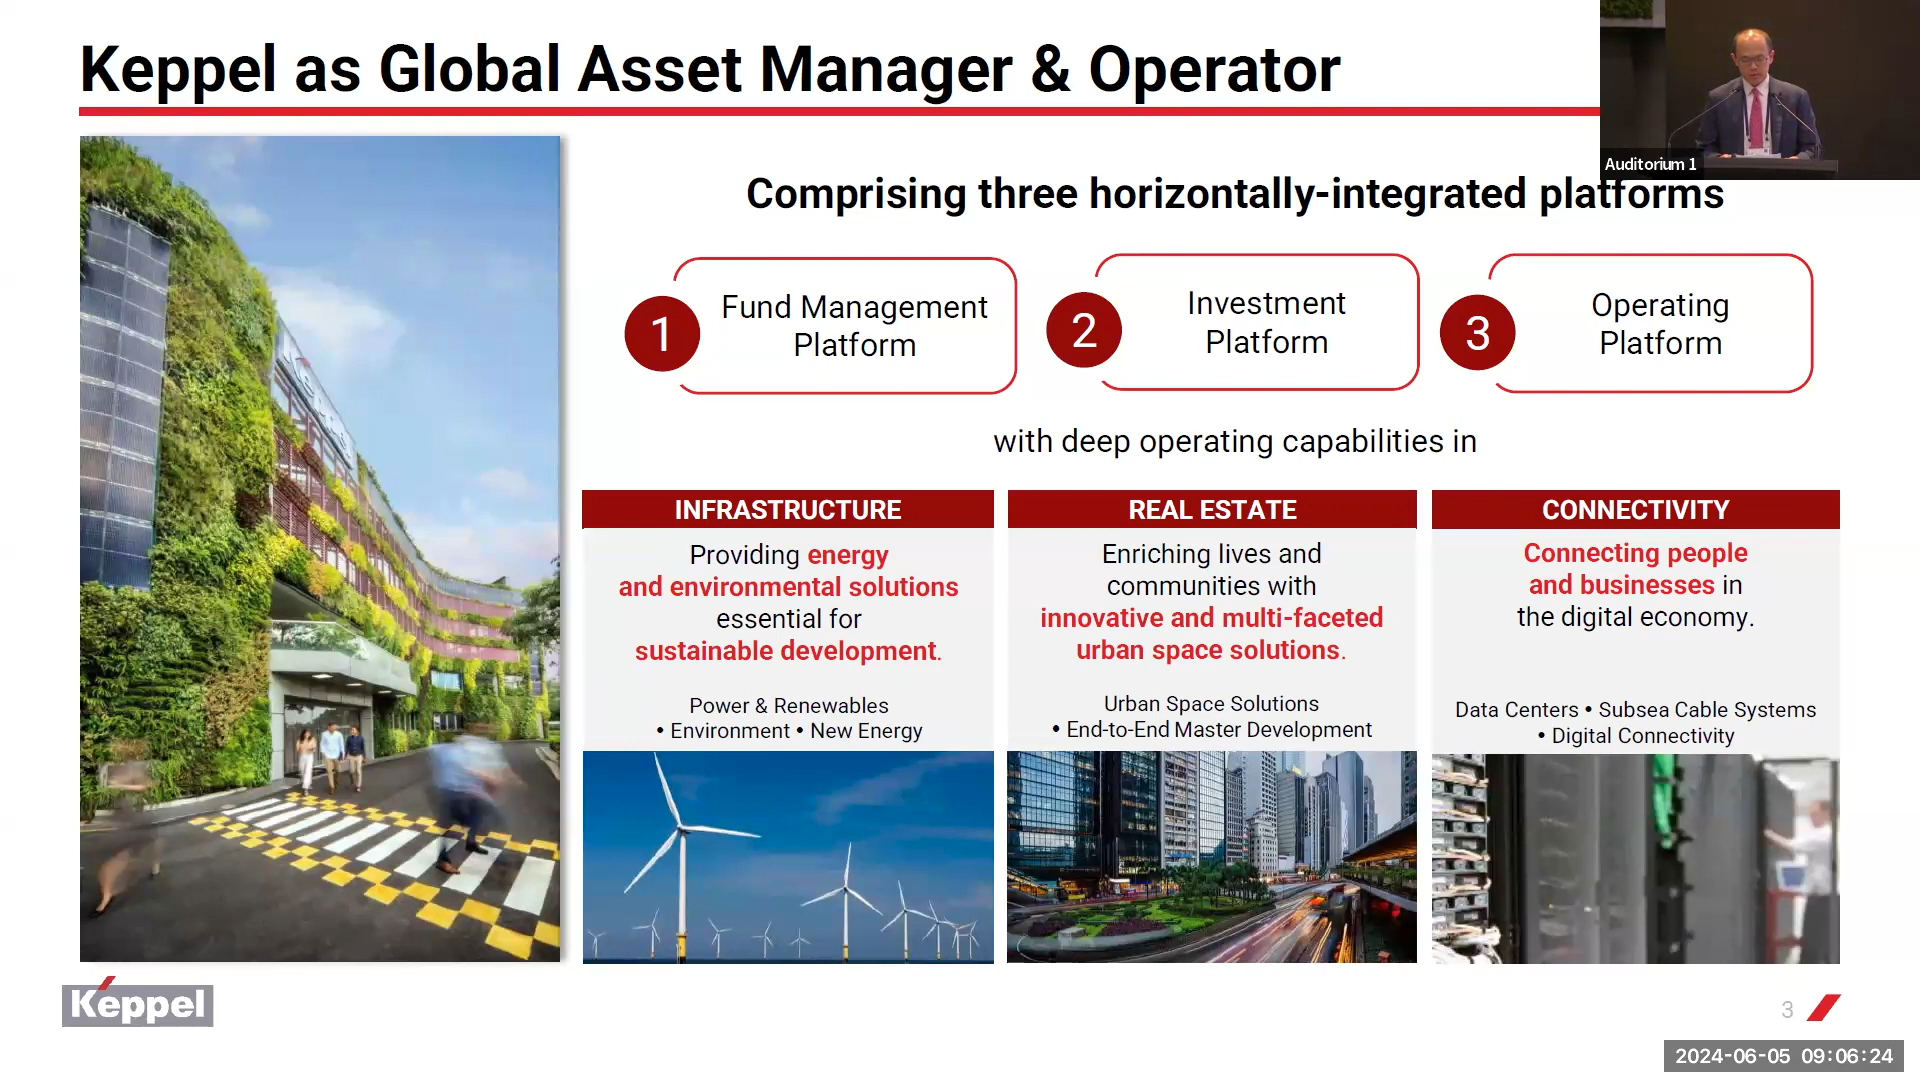 Keppel as Global Asset Manager & Operator
Auditorium 1
Comprising three horizontally-integrated platforms
1
Fund Management
Platform
2
Investment
Platform
3
Operating
Platform
with deep operating capabilities in
INFRASTRUCTURE
Providing energy
and environmental solutions
essential for
sustainable development.
Power & Renewables
• Environment • New Energy
REAL ESTATE
Enriching lives and
communities with
innovative and multi-faceted
urban space solutions.
Urban Space Solutions
• End-to-End Master Development
CONNECTIVITY
Connecting people
and businesses in
the digital economy.
Data Centers • Subsea Cable Systems
• Digital Connectivity
Keppel
3
2024-06-05 09:06:24